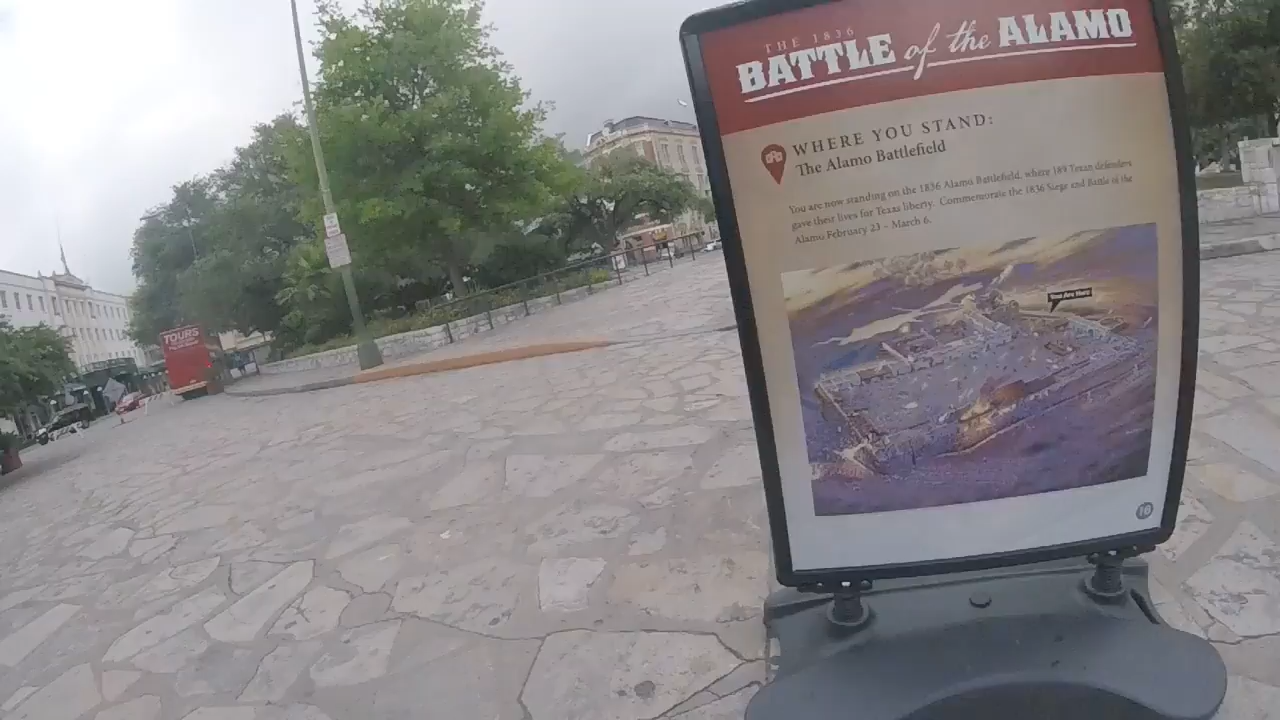 THE 1836
BATTLE of the ALAMO
WHERE YOU STAND:
The Alamo Battlefield
You are now standing on the 1836 Alamo Battlefield, where 189 Texan defenders
gave their lives for Texas liberty. Commemorate the 1836 Siege and Battle of the
Alamo February 23 - March 6.
You Are Here
TOURS